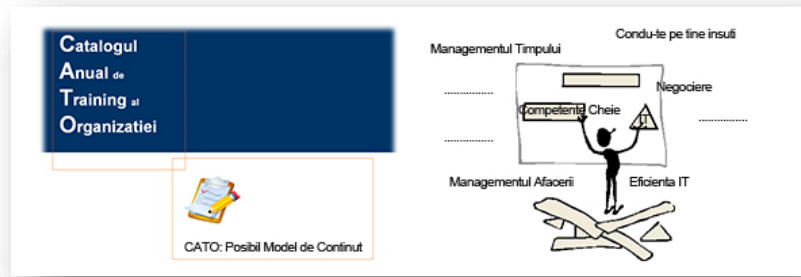 Catalogul
Anual de
Training al
Organizatiei
CATO: Posibil Model de Continut
Condu-te pe tine insuti
Managementul Timpului
Negociere
.................
Competente Cheie
IT
.................
.................
Managementul Afacerii
Eficienta IT